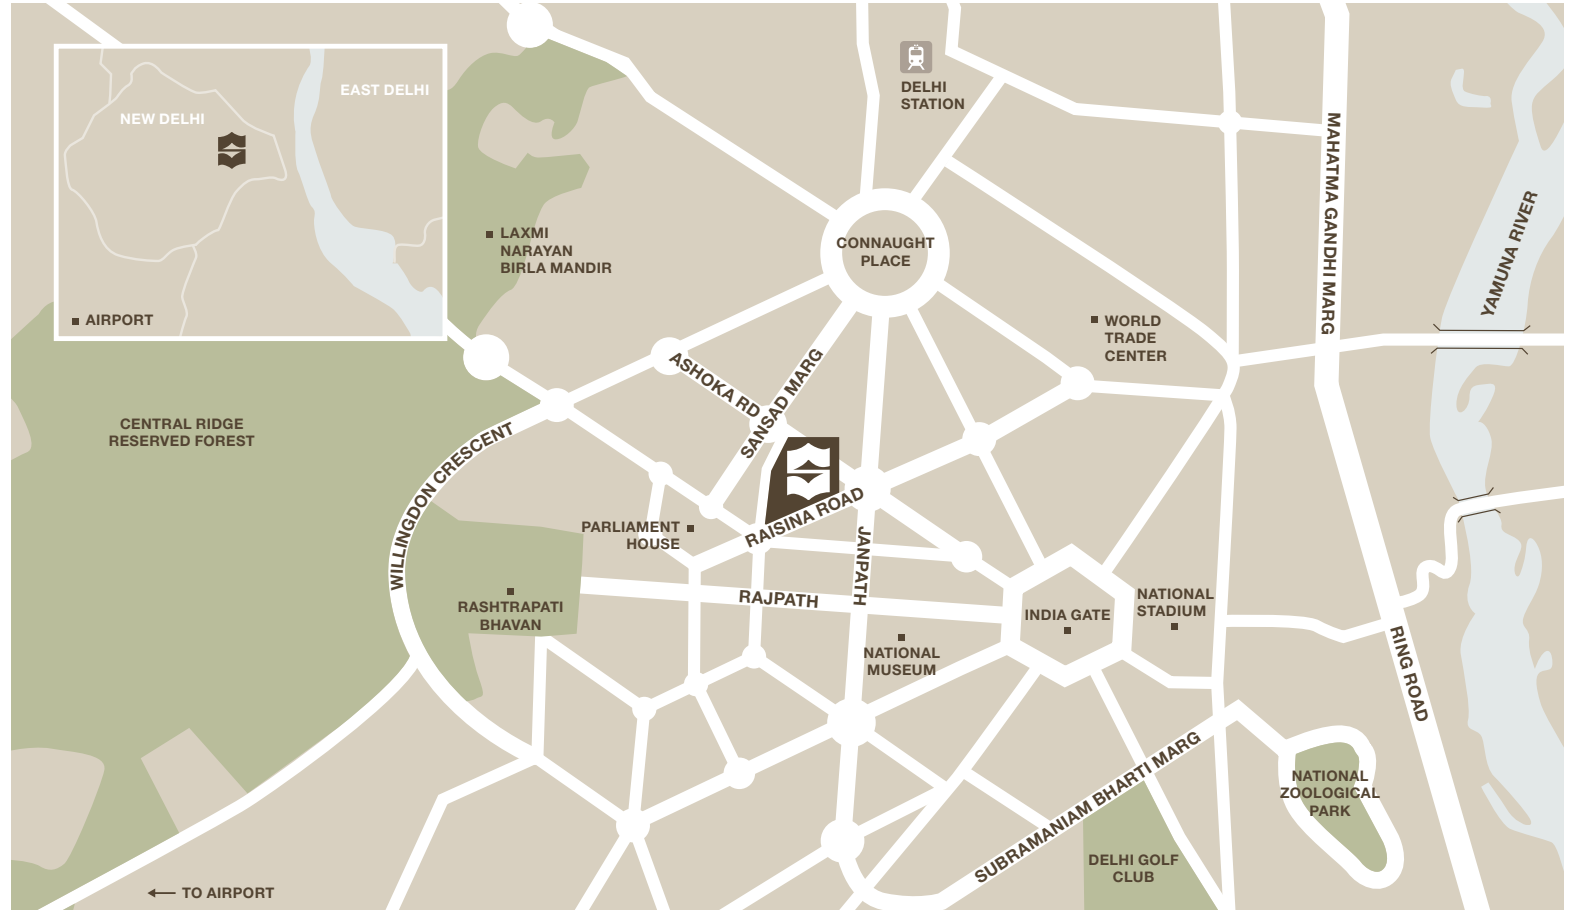 EAST DELHI
NEW DELHI
AIRPORT
DELHI
STATION
LAXMI
NARAYAN
BIRLA MANDIR
CONNAUGHT
PLACE
WORLD
TRADE
CENTER
MAHATMA GANDHI MARG
YAMUNA RIVER
ASHOKA RD
SANSAD MARG
CENTRAL RIDGE
RESERVED FOREST
WILLINGDON CRESCENT
PARLIAMENT
HOUSE
RAISINA ROAD
JANPATH
RAJPATH
RASHTRAPATI
BHAVAN
INDIA GATE
NATIONAL
STADIUM
NATIONAL
MUSEUM
RING ROAD
SUBRAMANIAM BHARTI MARG
NATIONAL
ZOOLOGICAL
PARK
DELHI GOLF
CLUB
TO AIRPORT